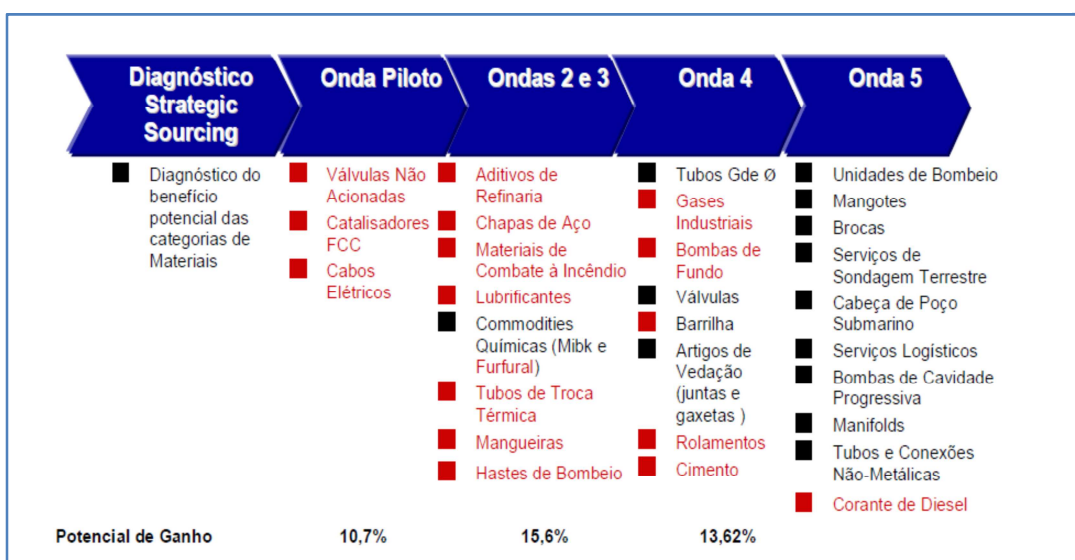 Diagnóstico
Strategic
Sourcing
Diagnóstico do
benefício
potencial das
categorias de
Materiais
Onda Piloto
Válvulas Não
Acionadas
Catalisadores
FCC
Cabos
Elétricos
Ondas 2 e 3
Aditivos de
Refinaria
Chapas de Aço
Materiais de
Combate à Incêndio
Lubrificantes
Commodities
Químicas (Mibk e
Furfural)
Tubos de Troca
Térmica
Mangueiras
Hastes de Bombeio
Onda 4
Tubos Gde Ø
Gases
Industriais
Bombas de
Fundo
Válvulas
Barrilha
Artigos de
Vedação
(juntas e
gaxetas )
Rolamentos
Cimento
Onda 5
Unidades de Bombeio
Mangotes
Brocas
Serviços de
Sondagem Terrestre
Cabeça de Poço
Submarino
Serviços Logísticos
Bombas de Cavidade
Progressiva
Manifolds
Tubos e Conexões
Não-Metálicas
Corante de Diesel
Potencial de Ganho 10,7% 15,6% 13,62%